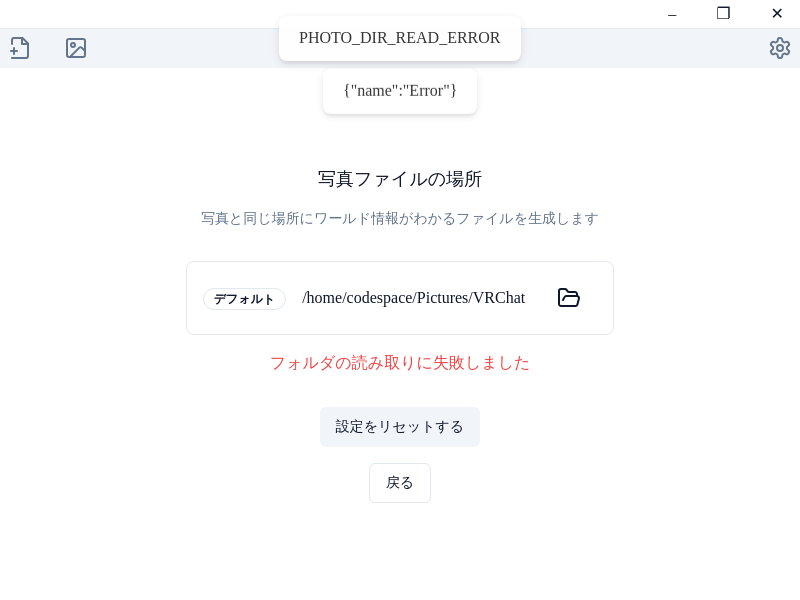 PHOTO_DIR_READ_ERROR
{"name":"Error"}
写真ファイルの場所
写真と同じ場所にワールド情報がわかるファイルを生成します
デフォルト /home/codespace/Pictures/VRChat
フォルダの読み取りに失敗しました
設定をリセットする
戻る